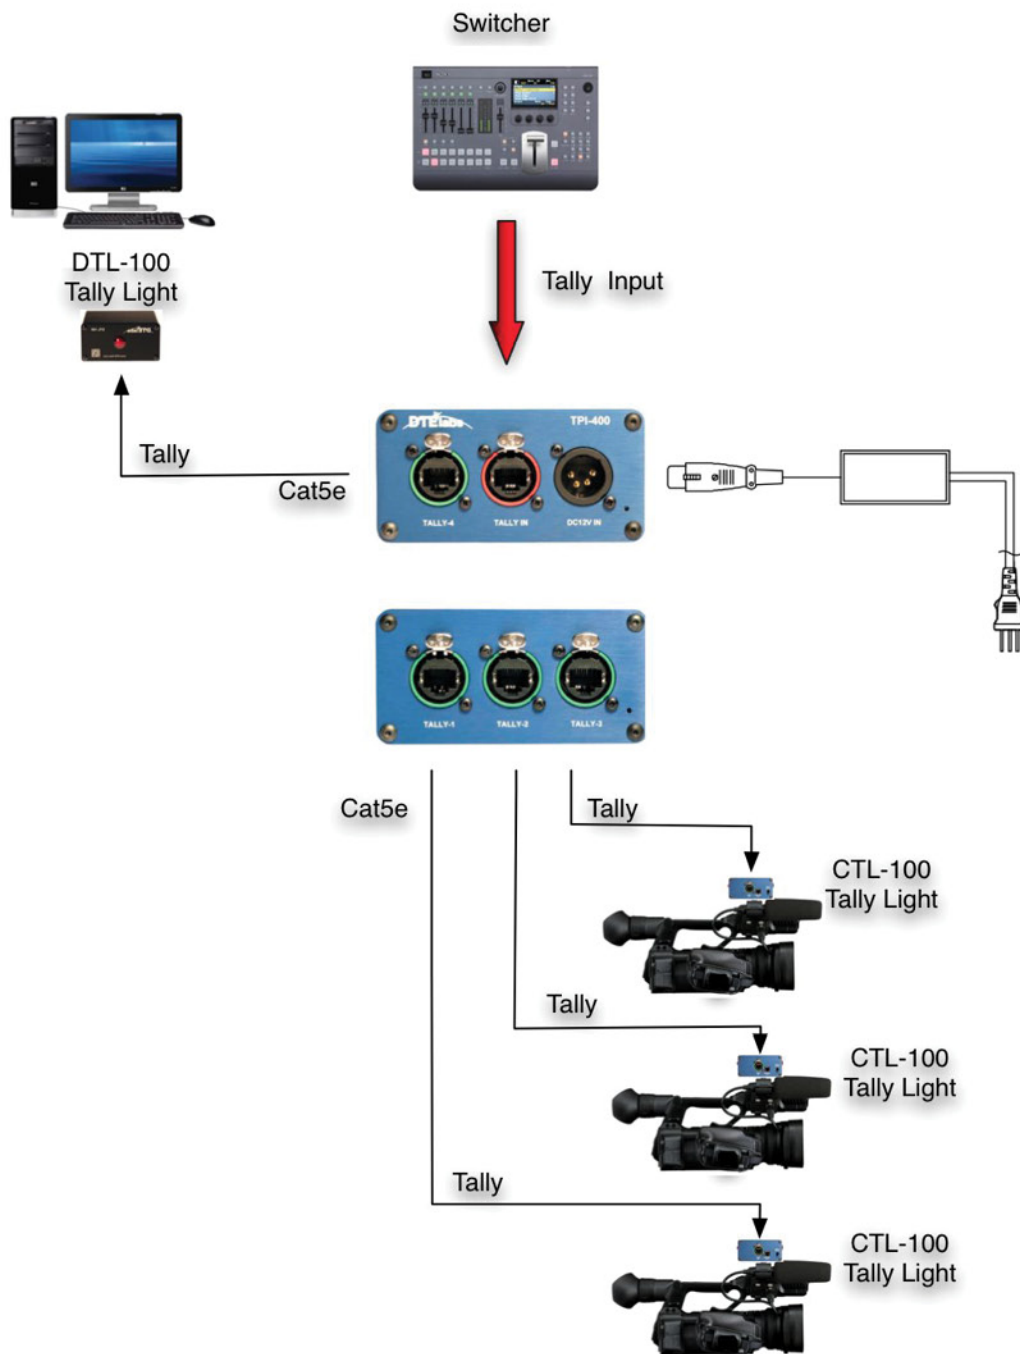 Switcher
DTL-100
Tally Light
Tally Input
DTE labs
TPI-400
TALLY-4
TALLY IN
DC12V IN
Tally
Cat5e
TALLY-1
TALLY-2
TALLY-3
Cat5e
Tally
CTL-100
Tally Light
Tally
CTL-100
Tally Light
Tally
CTL-100
Tally Light